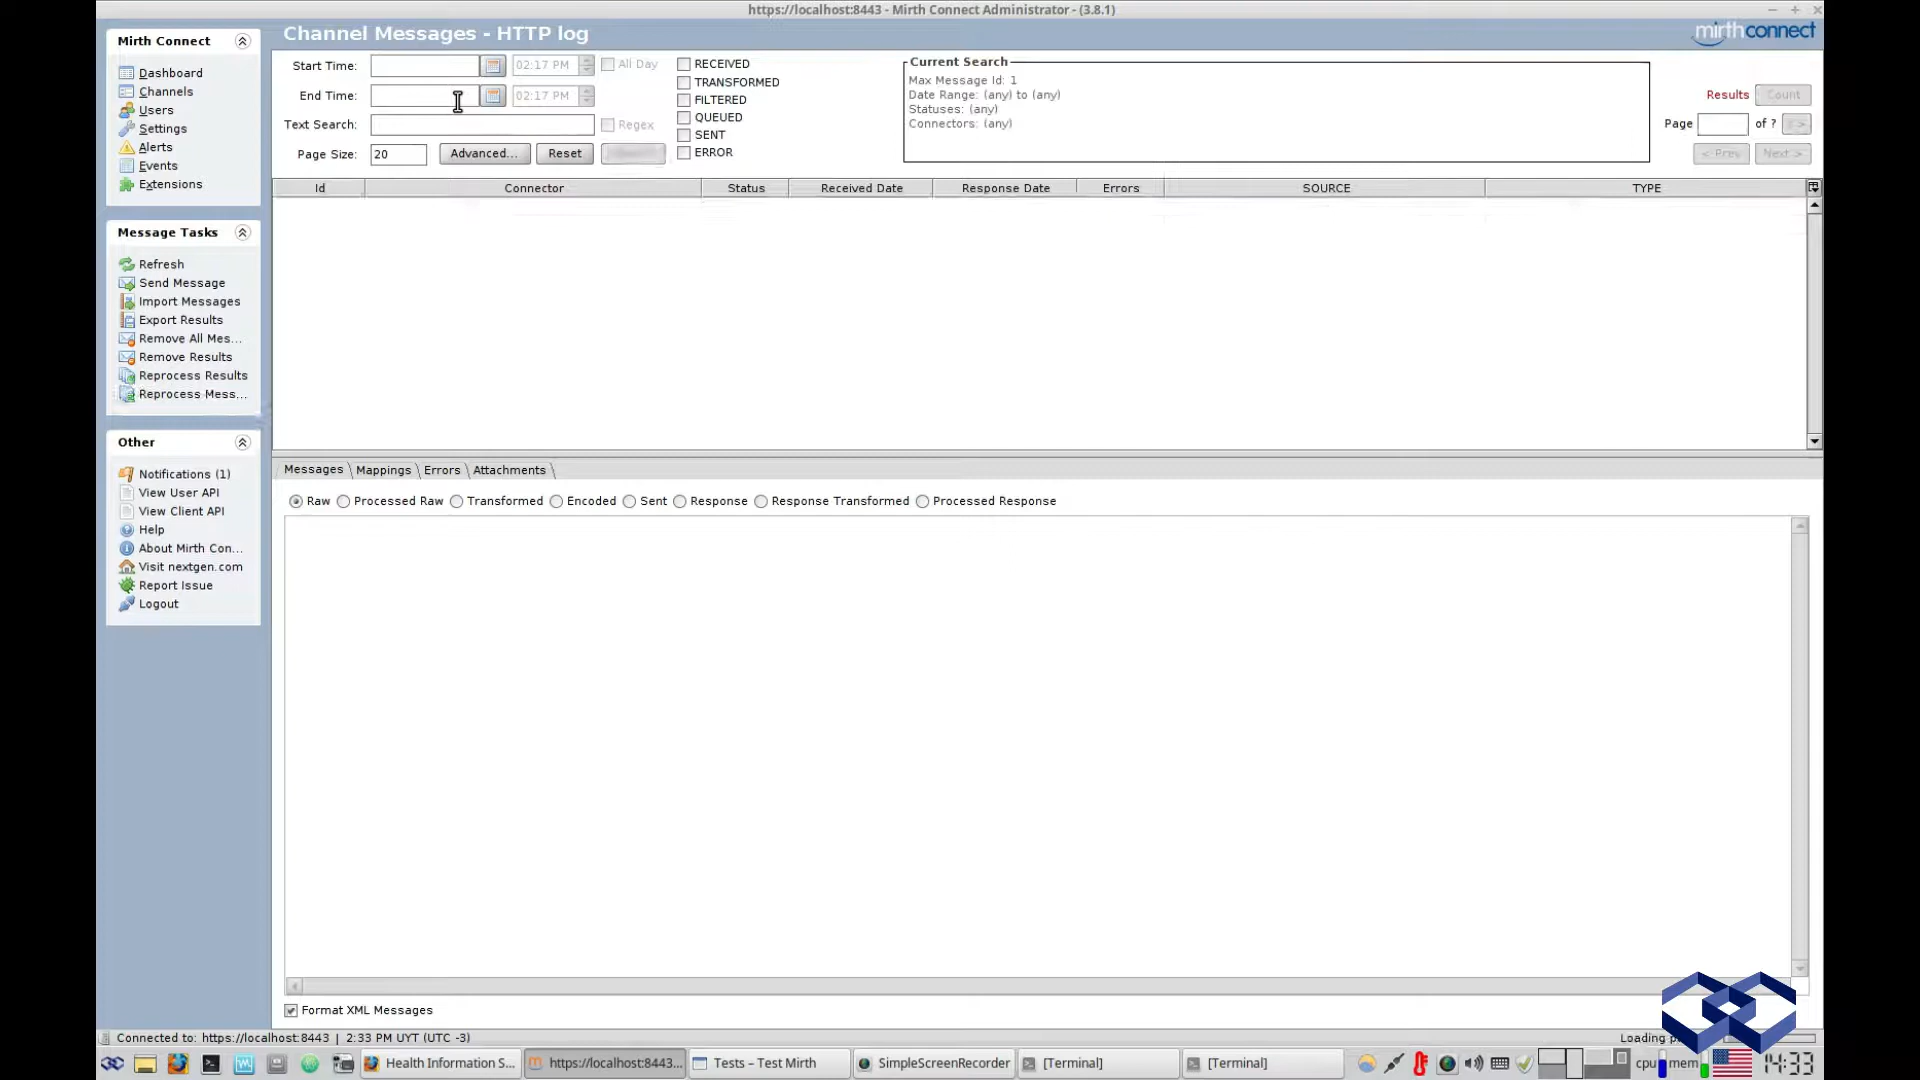 https://localhost:8443 - Mirth Connect Administrator - (3.8.1)
Mirth Connect
Dashboard
Channels
Users
Settings
Alerts
Events
Extensions
Message Tasks
Refresh
Send Message
Import Messages
Export Results
Remove All Mes...
Remove Results
Reprocess Results
Reprocess Mess...
Other
Notifications (1)
View User API
View Client API
Help
About Mirth Con...
Visit nextgen.com
Report Issue
Logout
Channel Messages - HTTP log
mirthconnect
Start Time: 02:17 PM All Day
End Time: 02:17 PM
Text Search: Regex
Page Size: 20 Advanced... Reset
RECEIVED
TRANSFORMED
FILTERED
QUEUED
SENT
ERROR
Current Search
Max Message Id: 1
Date Range: (any) to (any)
Statuses: (any)
Connectors: (any)
Results Count
Page of ?
< Prev Next >
Id Connector Status Received Date Response Date Errors SOURCE TYPE
Messages Mappings Errors Attachments
Raw Processed Raw Transformed Encoded Sent Response Response Transformed Processed Response
Format XML Messages
Connected to: https://localhost:8443 | 2:33 PM UYT (UTC -3)
Loading
Health Information S... https://localhost:8443... Tests – Test Mirth SimpleScreenRecorder [Terminal] [Terminal] cpu mem 14:33